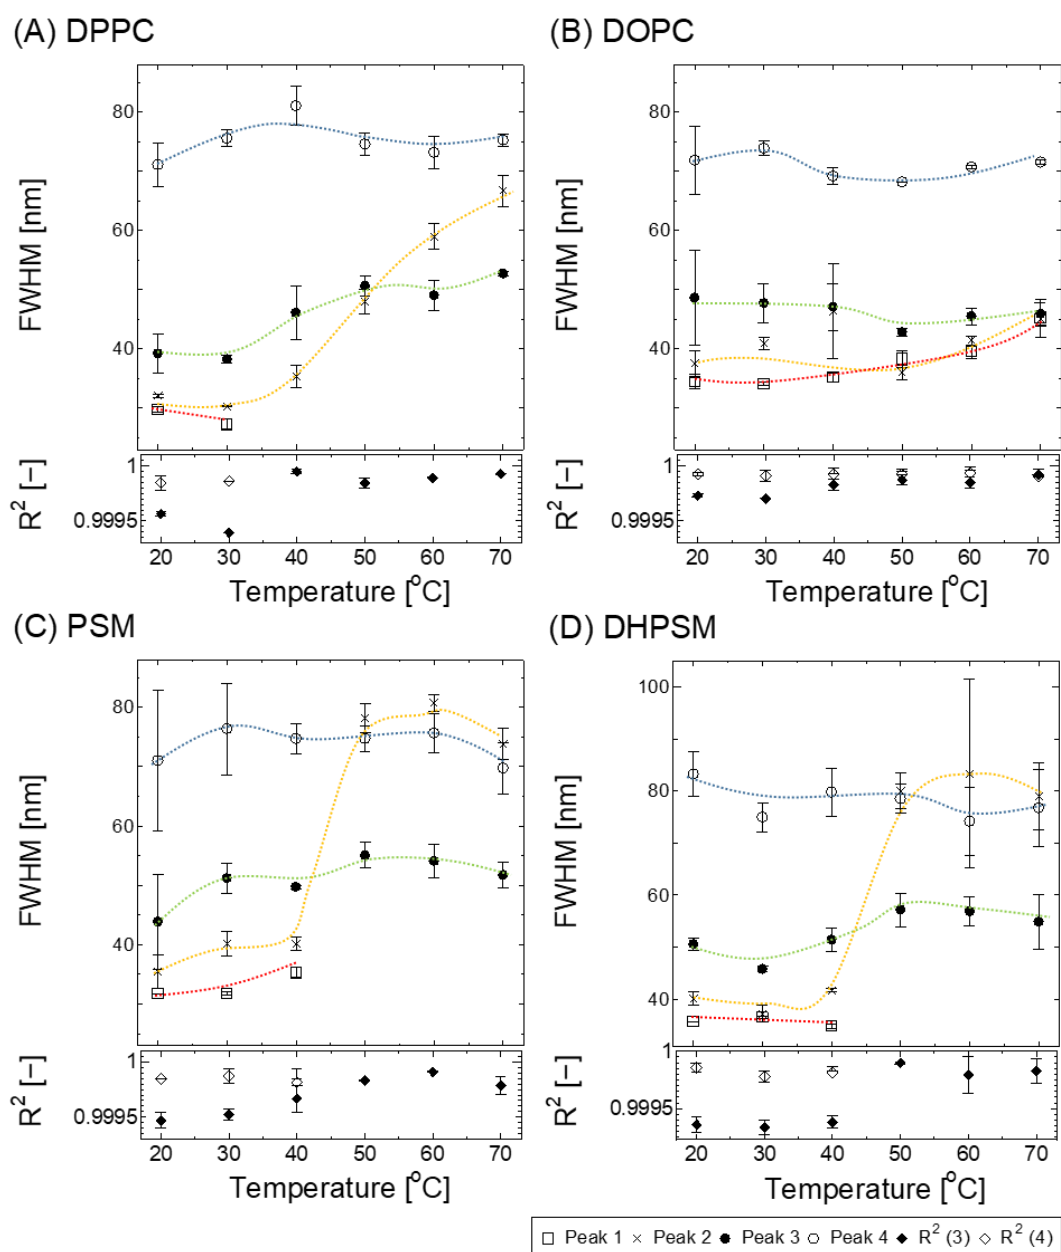 (A) DPPC
80
60
40
FWHM [nm]
1
0.9995
R² [–]
20 30 40 50 60 70
Temperature [°C]
(B) DOPC
80
60
40
FWHM [nm]
1
0.9995
R² [–]
20 30 40 50 60 70
Temperature [°C]
(C) PSM
80
60
40
FWHM [nm]
1
0.9995
R² [–]
20 30 40 50 60 70
Temperature [°C]
(D) DHPSM
100
80
60
40
FWHM [nm]
1
0.9995
R² [–]
20 30 40 50 60 70
Temperature [°C]
Peak 1 Peak 2 Peak 3 Peak 4 R² (3) R² (4)